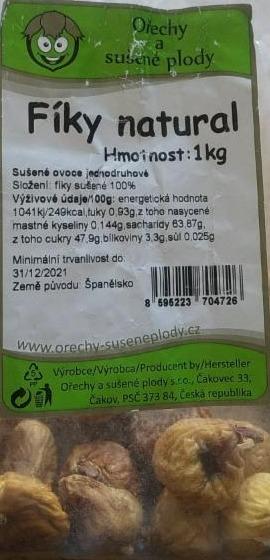 Ořechy
a
sušené plody
Fíky natural
Hmotnost:1kg
Sušené ovoce jednodruhové
Složení: fíky sušené 100%
Výživové údaje/100g: energetická hodnota
1041kj/249kcal,tuky 0,93g,z toho nasycené
mastné kyseliny 0,144g,sacharidy 63,87g,
z toho cukry 47,9g,bílkoviny 3,3g,sůl 0,025g
Minimální trvanlivost do:
31/12/2021
Země původu: Španělsko
8 595223 704726
www.orechy-suseneplody.cz
Výrobce/Výrobca/Producent by/Hersteller
Ořechy a sušené plody s.r.o., Čakovec 33,
Čakov, PSČ 373 84, Česká republika
5
PP